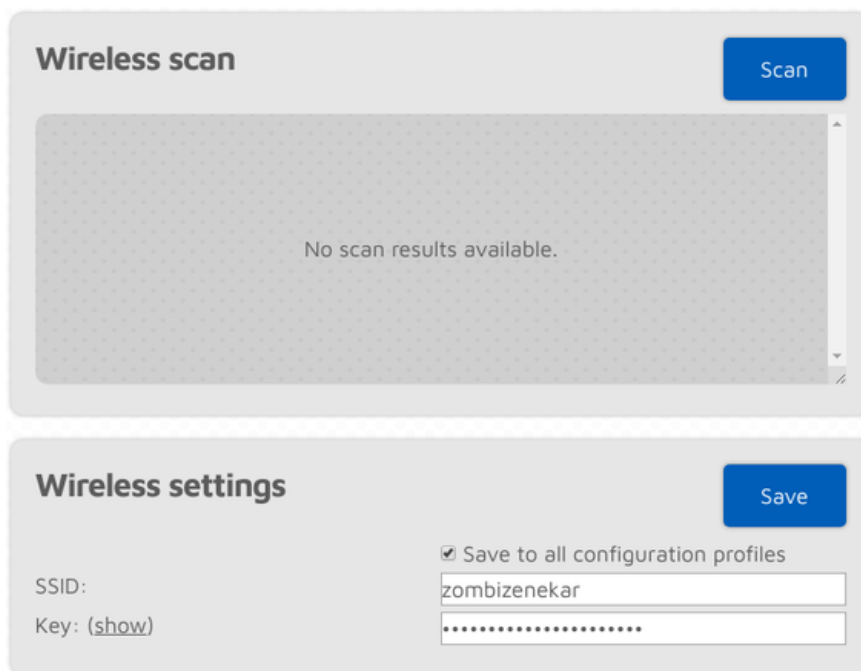 Wireless scan
Scan
No scan results available.
Wireless settings
Save
Save to all configuration profiles
SSID:
zombizenekar
Key: (show)
••••••••••••••••••••••